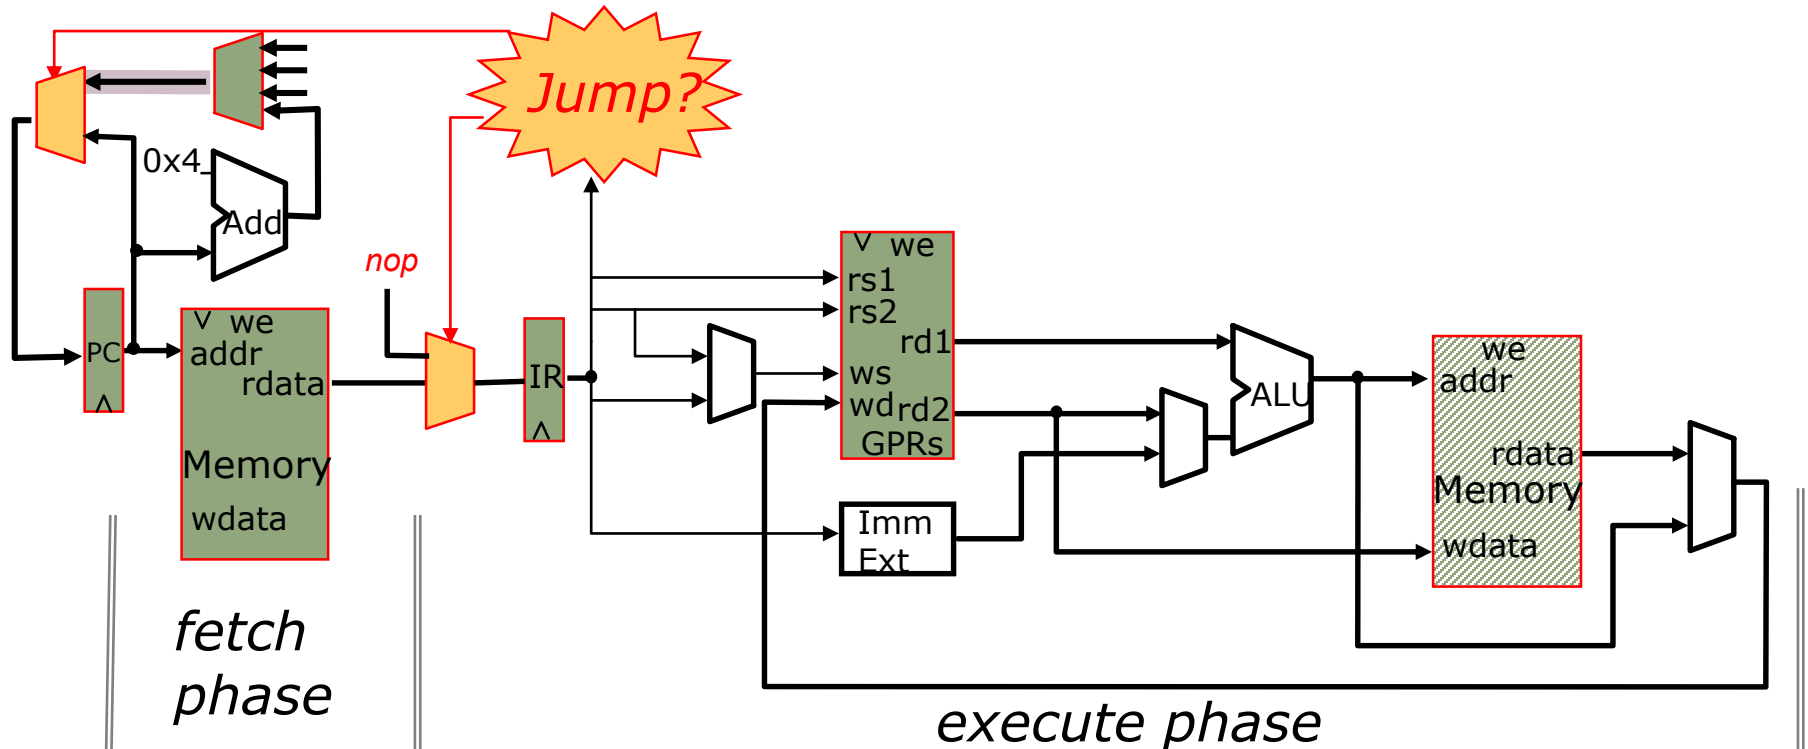 Jump?
0x4
Add
nop
PC
we
addr
rdata
Memory
wdata
IR
we
rs1
rs2
rd1
ws
wd rd2
GPRs
Imm
Ext
ALU
we
addr
rdata
Memory
wdata
fetch
phase
execute phase